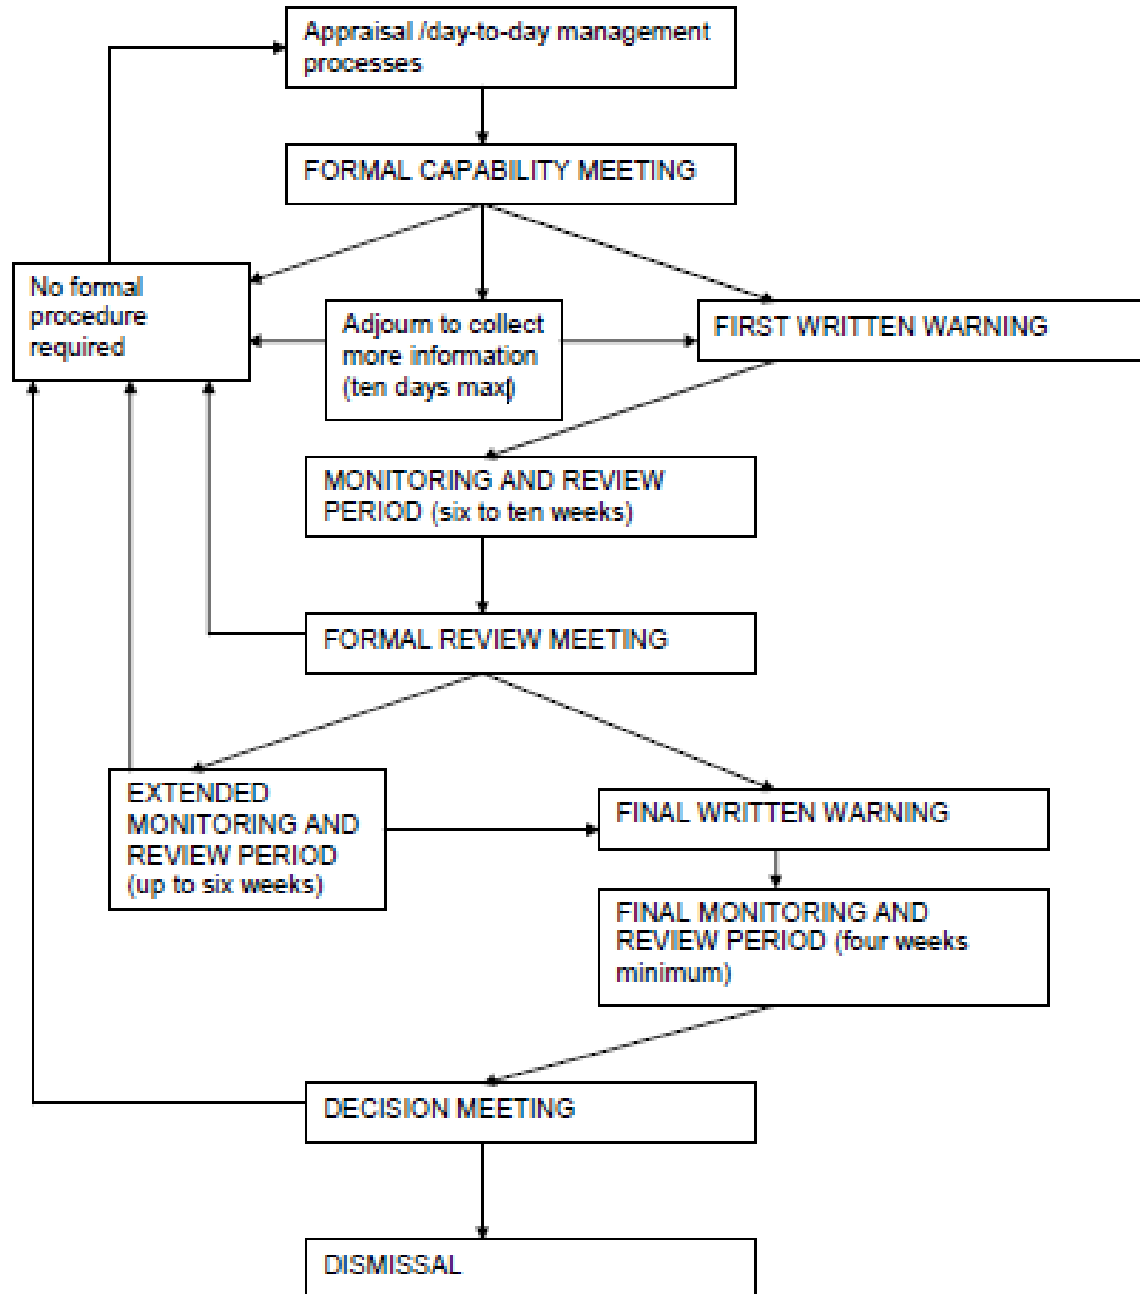 Appraisal /day-to-day management
processes
FORMAL CAPABILITY MEETING
No formal
procedure
required
Adjourn to collect
more information
(ten days max)
FIRST WRITTEN WARNING
MONITORING AND REVIEW
PERIOD (six to ten weeks)
FORMAL REVIEW MEETING
EXTENDED
MONITORING AND
REVIEW PERIOD
(up to six weeks)
FINAL WRITTEN WARNING
FINAL MONITORING AND
REVIEW PERIOD (four weeks
minimum)
DECISION MEETING
DISMISSAL